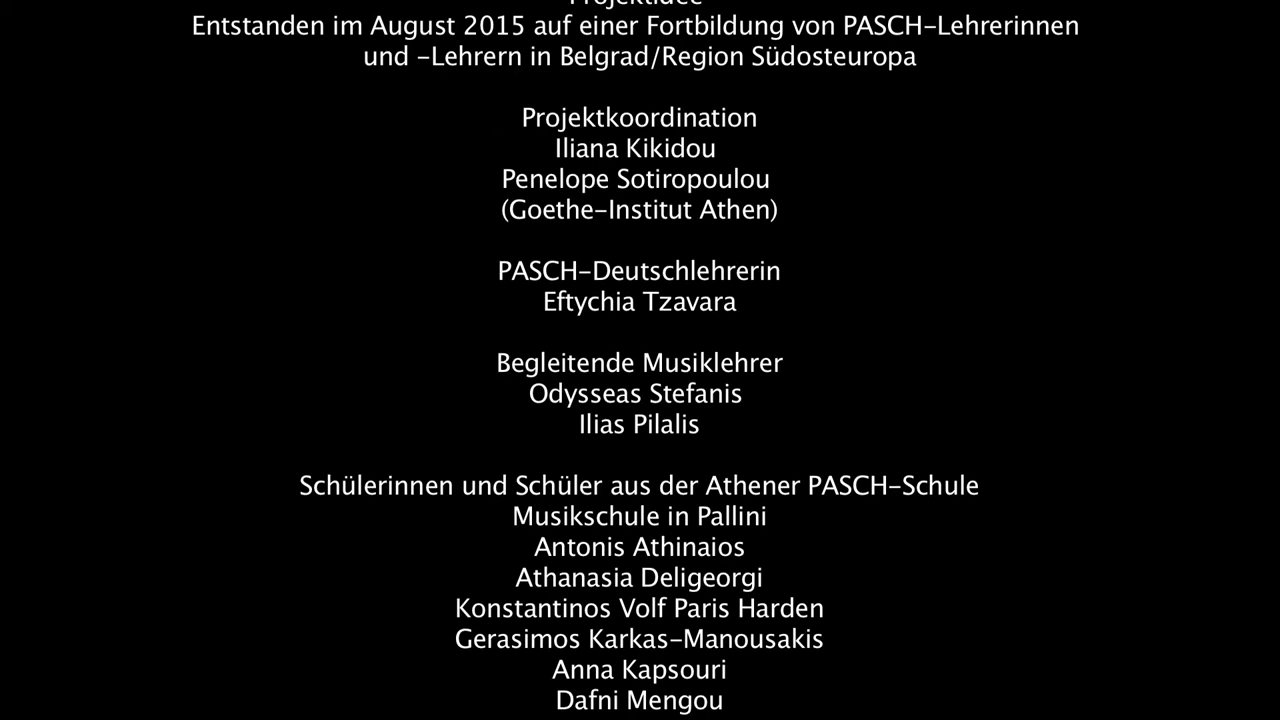 Projektidee
Entstanden im August 2015 auf einer Fortbildung von PASCH-Lehrerinnen
und -Lehrern in Belgrad/Region Südosteuropa
Projektkoordination
Iliana Kikidou
Penelope Sotiropoulou
(Goethe-Institut Athen)
PASCH-Deutschlehrerin
Eftychia Tzavara
Begleitende Musiklehrer
Odysseas Stefanis
Ilias Pilalis
Schülerinnen und Schüler aus der Athener PASCH-Schule
Musikschule in Pallini
Antonis Athinaios
Athanasia Deligeorgi
Konstantinos Volf Paris Harden
Gerasimos Karkas-Manousakis
Anna Kapsouri
Dafni Mengou